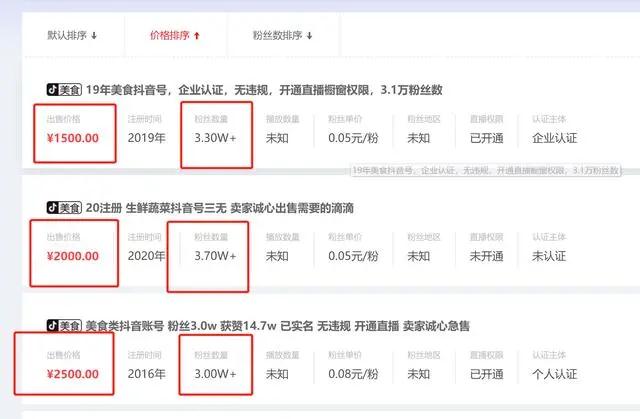 默认排序↓ 价格排序↑ 粉丝数排序↓
美食 19年美食抖音号，企业认证，无违规，开通直播橱窗权限，3.1万粉丝数
出售价格 注册时间 粉丝数量 播放数量 粉丝单价 粉丝地区 直播权限 认证主体
¥1500.00 2019年 3.30W+ 未知 0.05元/粉 未知 已开通 企业认证
19年美食抖音号，企业认证，无违规，开通直播橱窗权限，3.1万粉丝数
美食 20注册 生鲜蔬菜抖音号三无 卖家诚心出售需要的滴滴
出售价格 注册时间 粉丝数量 播放数量 粉丝单价 粉丝地区 直播权限 认证主体
¥2000.00 2020年 3.70W+ 未知 0.05元/粉 未知 未开通 未认证
美食 美食类抖音账号 粉丝3.0w 获赞14.7w 已实名 无违规 开通直播 卖家诚心急售
出售价格 注册时间 粉丝数量 播放数量 粉丝单价 粉丝地区 直播权限 认证主体
¥2500.00 2016年 3.00W+ 未知 0.08元/粉 未知 已开通 个人认证